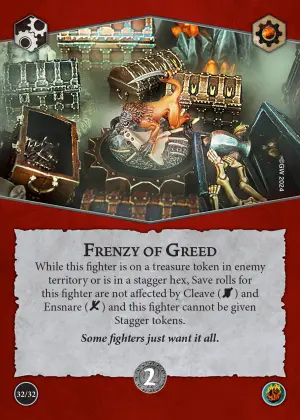 ©GW 2024
FRENZY OF GREED
While this fighter is on a treasure token in enemy
territory or is in a stagger hex, Save rolls for
this fighter are not affected by Cleave ( ) and
Ensnare ( ) and this fighter cannot be given
Stagger tokens.
Some fighters just want it all.
32/32
2